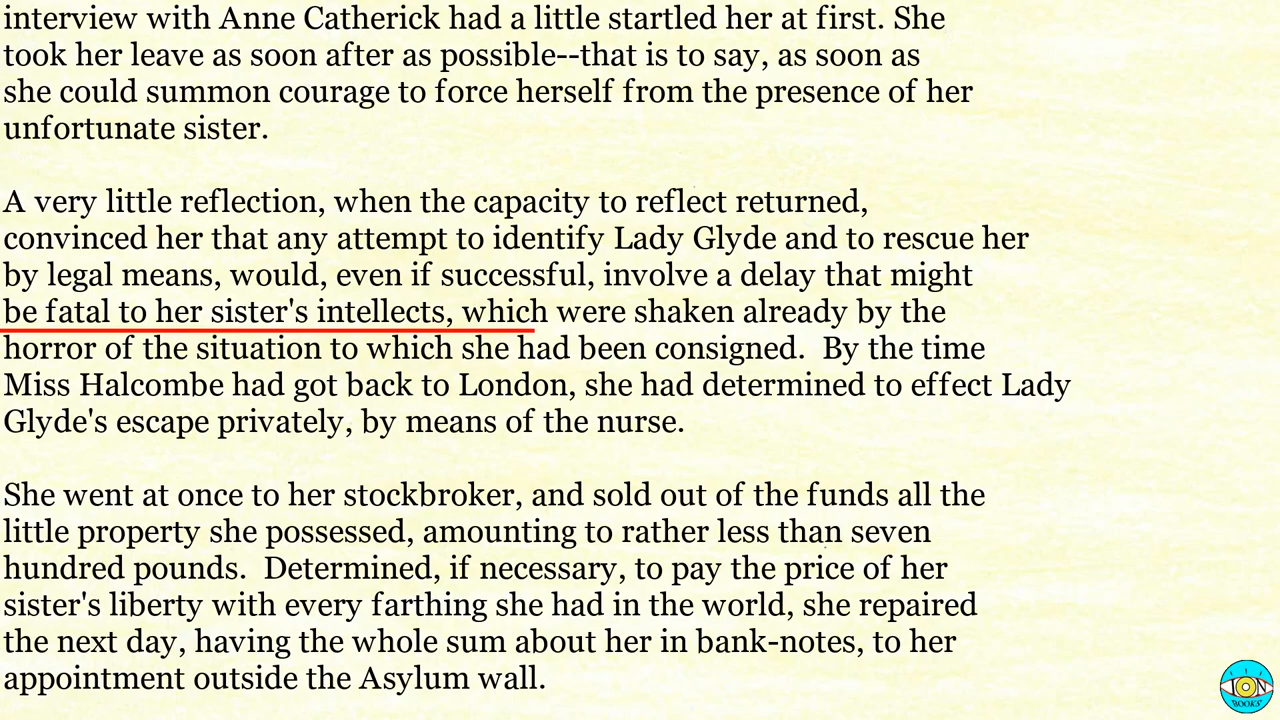 interview with Anne Catherick had a little startled her at first. She
took her leave as soon after as possible--that is to say, as soon as
she could summon courage to force herself from the presence of her
unfortunate sister.
A very little reflection, when the capacity to reflect returned,
convinced her that any attempt to identify Lady Glyde and to rescue her
by legal means, would, even if successful, involve a delay that might
be fatal to her sister's intellects, which were shaken already by the
horror of the situation to which she had been consigned.  By the time
Miss Halcombe had got back to London, she had determined to effect Lady
Glyde's escape privately, by means of the nurse.
She went at once to her stockbroker, and sold out of the funds all the
little property she possessed, amounting to rather less than seven
hundred pounds.  Determined, if necessary, to pay the price of her
sister's liberty with every farthing she had in the world, she repaired
the next day, having the whole sum about her in bank-notes, to her
appointment outside the Asylum wall.
ION
BOOKS